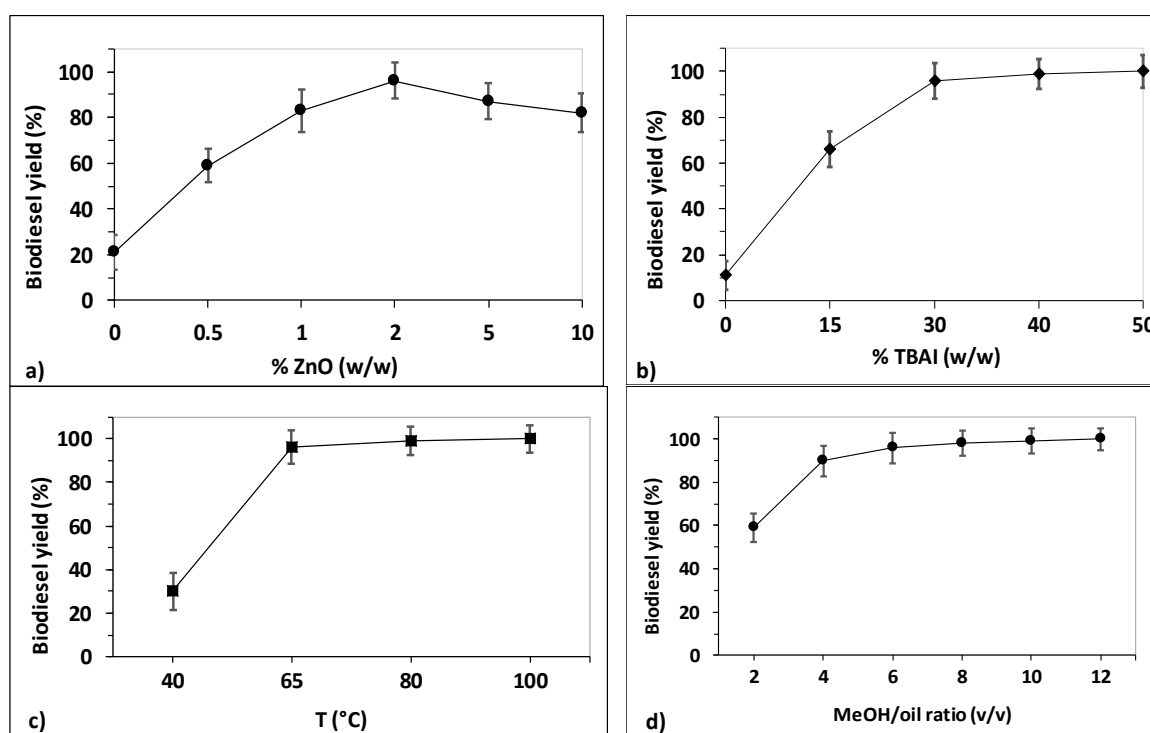 100
80
60
40
20
0
Biodiesel yield (%)
0 0.5 1 2 5 10
% ZnO (w/w)
a)
100
80
60
40
20
0
Biodiesel yield (%)
0 15 30 40 50
% TBAI (w/w)
b)
100
80
60
40
20
0
Biodiesel yield (%)
40 65 80 100
T (°C)
c)
100
80
60
40
20
0
Biodiesel yield (%)
2 4 6 8 10 12
MeOH/oil ratio (v/v)
d)